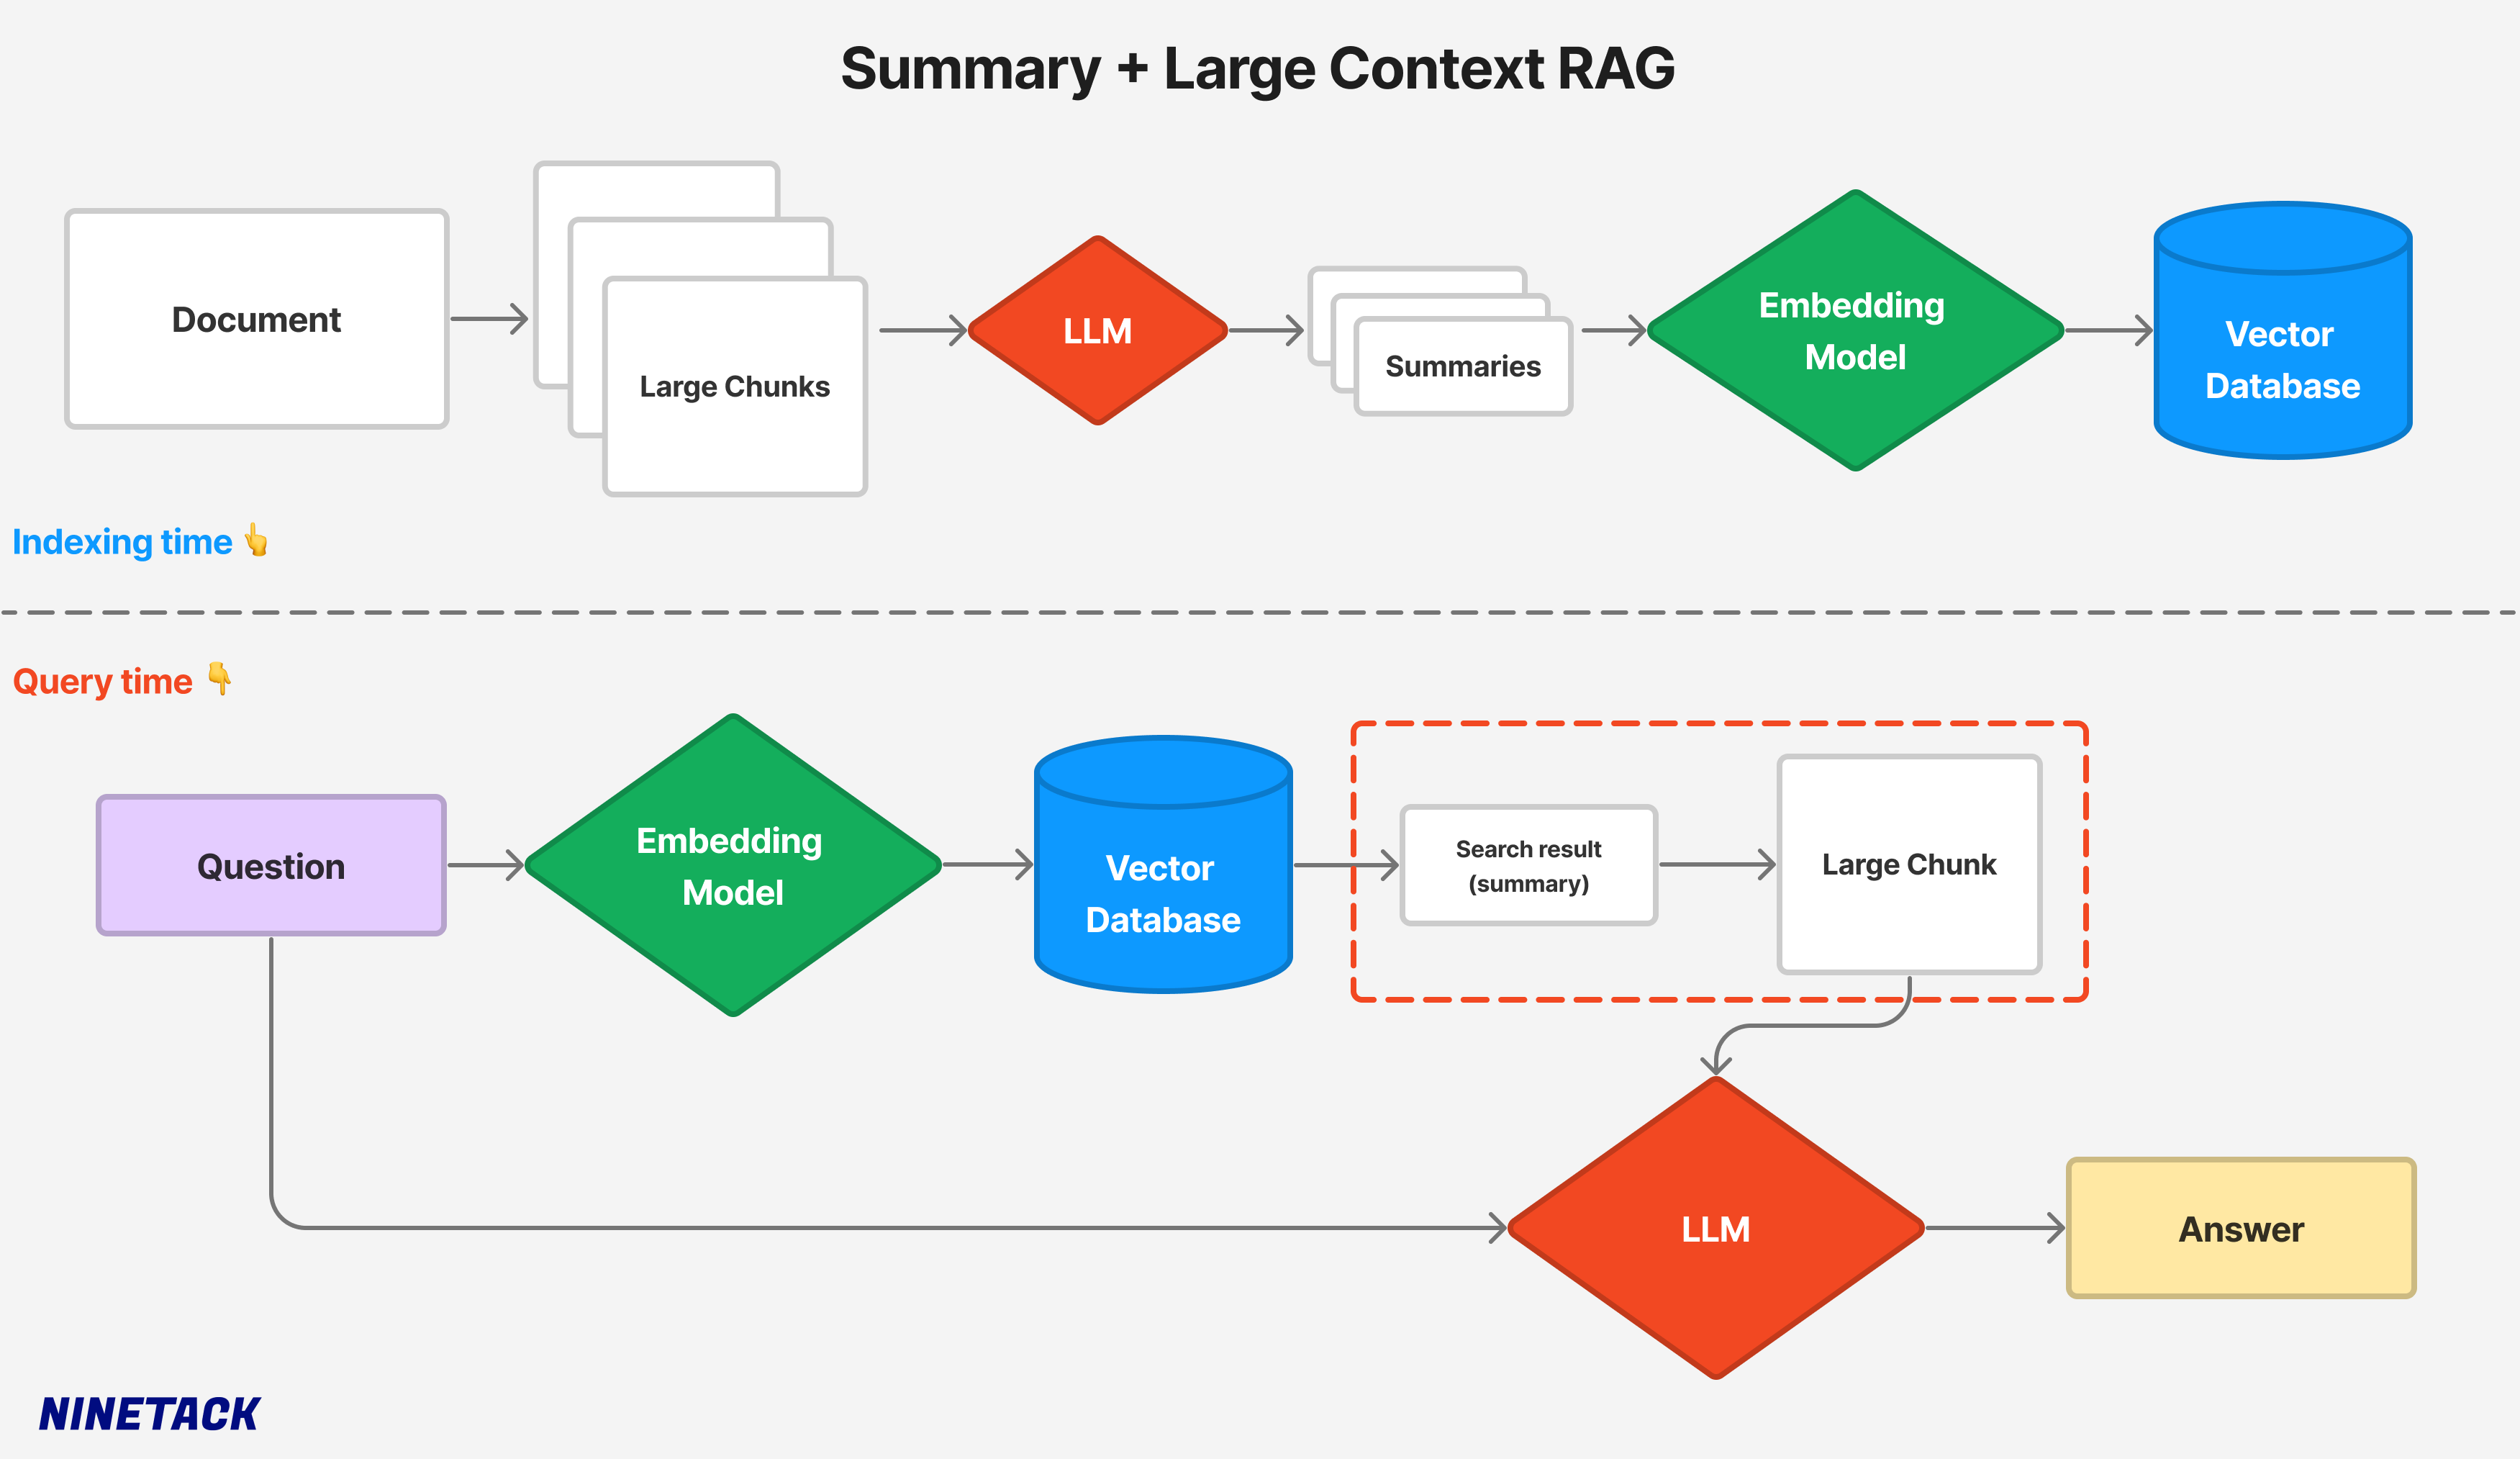 Summary + Large Context RAG
Document
Large Chunks
LLM
Summaries
Embedding
Model
Vector
Database
Indexing time 👆
Query time 👇
Question
Embedding
Model
Vector
Database
Search result
(summary)
Large Chunk
LLM
Answer
NINETACK